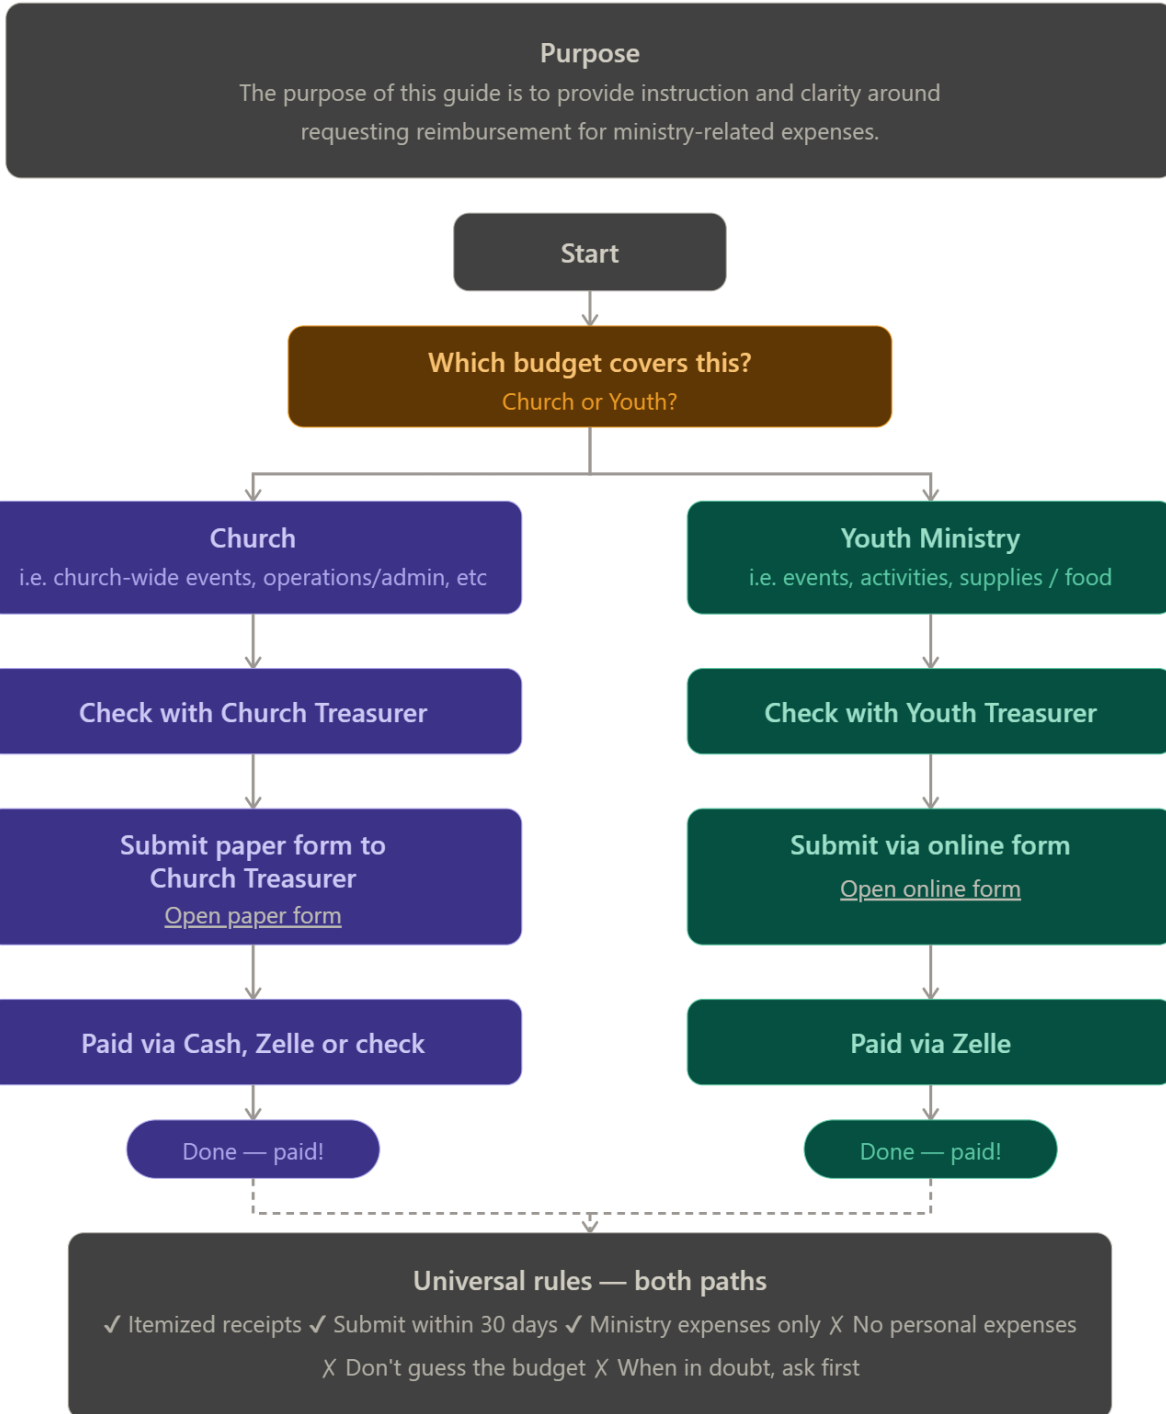 Purpose
The purpose of this guide is to provide instruction and clarity around
requesting reimbursement for ministry-related expenses.
Start
Which budget covers this?
Church or Youth?
Church
i.e. church-wide events, operations/admin, etc
Youth Ministry
i.e. events, activities, supplies / food
Check with Church Treasurer
Check with Youth Treasurer
Submit paper form to
Church Treasurer
Open paper form
Submit via online form
Open online form
Paid via Cash, Zelle or check
Paid via Zelle
Done — paid!
Done — paid!
Universal rules — both paths
✓ Itemized receipts ✓ Submit within 30 days ✓ Ministry expenses only ✗ No personal expenses
✗ Don't guess the budget ✗ When in doubt, ask first